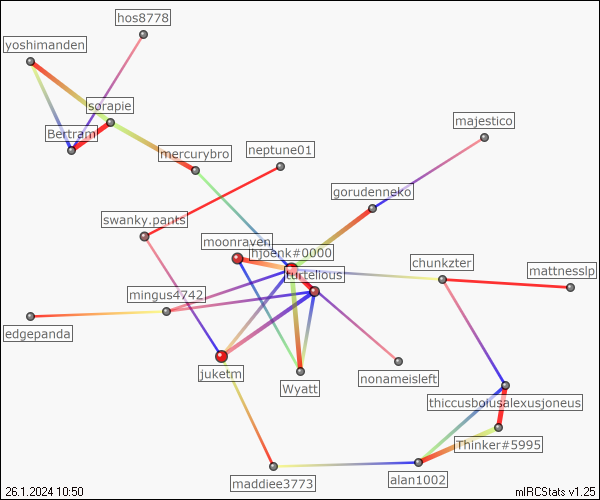 hos8778
yoshimanden
sorapie
Bertram
majestico
neptune01
mercurybro
gorudenneko
swanky.pants
moonraven
hjoenk#0000
chunkzter
turtelious
mattnesslp
mingus4742
edgepanda
juketm
Wyatt
nonameisleft
thiccusboiusalexusjoneus
Thinker#5995
maddiee3773
alan1002
26.1.2024 10:50
mIRCStats v1.25